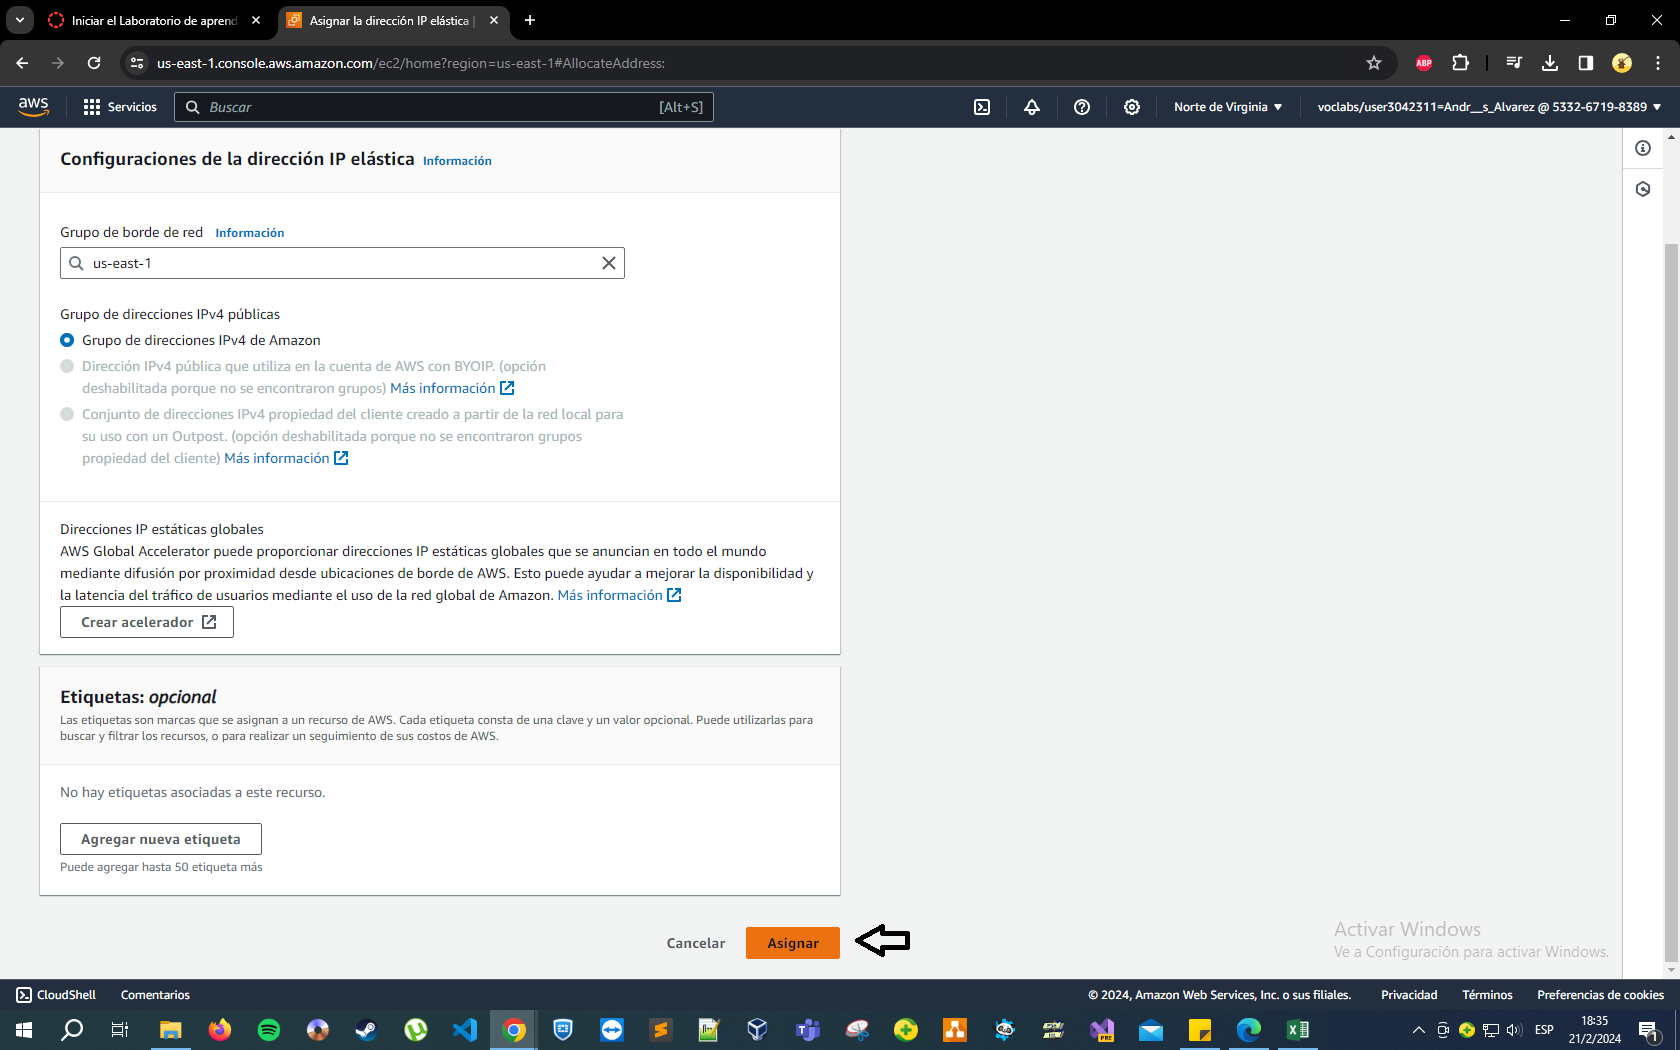 Iniciar el Laboratorio de aprend
Asignar la dirección IP elástica |
us-east-1.console.aws.amazon.com/ec2/home?region=us-east-1#AllocateAddress:
ABP
aws
Servicios
Buscar
[Alt+S]
Norte de Virginia
voclabs/user3042311=Andr__s_Alvarez @ 5332-6719-8389
Configuraciones de la dirección IP elástica Información
Grupo de borde de red Información
us-east-1
Grupo de direcciones IPv4 públicas
Grupo de direcciones IPv4 de Amazon
Dirección IPv4 pública que utiliza en la cuenta de AWS con BYOIP. (opción
deshabilitada porque no se encontraron grupos) Más información
Conjunto de direcciones IPv4 propiedad del cliente creado a partir de la red local para
su uso con un Outpost. (opción deshabilitada porque no se encontraron grupos
propiedad del cliente) Más información
Direcciones IP estáticas globales
AWS Global Accelerator puede proporcionar direcciones IP estáticas globales que se anuncian en todo el mundo
mediante difusión por proximidad desde ubicaciones de borde de AWS. Esto puede ayudar a mejorar la disponibilidad y
la latencia del tráfico de usuarios mediante el uso de la red global de Amazon. Más información
Crear acelerador
Etiquetas: opcional
Las etiquetas son marcas que se asignan a un recurso de AWS. Cada etiqueta consta de una clave y un valor opcional. Puede utilizarlas para
buscar y filtrar los recursos, o para realizar un seguimiento de sus costos de AWS.
No hay etiquetas asociadas a este recurso.
Agregar nueva etiqueta
Puede agregar hasta 50 etiqueta más
Cancelar
Asignar
Activar Windows
Ve a Configuración para activar Windows.
CloudShell
Comentarios
© 2024, Amazon Web Services, Inc. o sus filiales.
Privacidad
Términos
Preferencias de cookies
PRE
ESP
18:35
21/2/2024
1